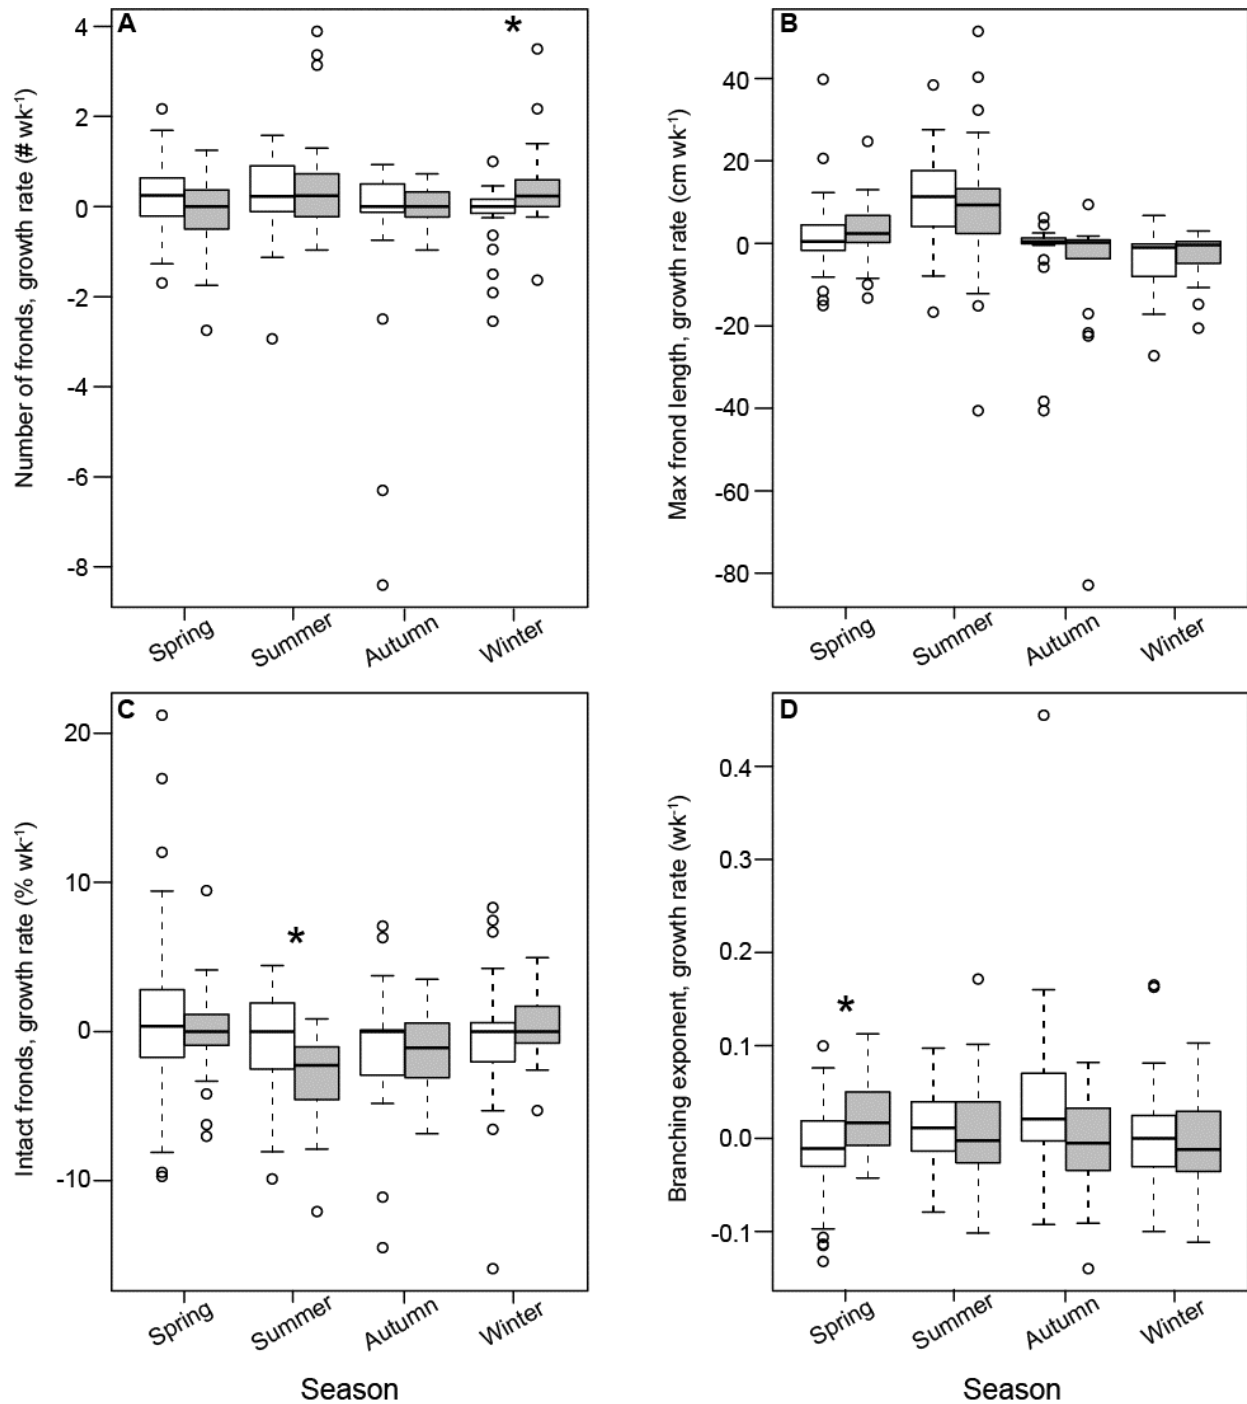 A
*
4
2
0
-2
-4
-6
-8
Number of fronds, growth rate (# wk⁻¹)
Spring
Summer
Autumn
Winter
B
40
20
0
-20
-40
-60
-80
Max frond length, growth rate (cm wk⁻¹)
Spring
Summer
Autumn
Winter
C
*
20
10
0
-10
Intact fronds, growth rate (% wk⁻¹)
Spring
Summer
Autumn
Winter
Season
D
*
0.4
0.3
0.2
0.1
0.0
-0.1
Branching exponent, growth rate (wk⁻¹)
Spring
Summer
Autumn
Winter
Season